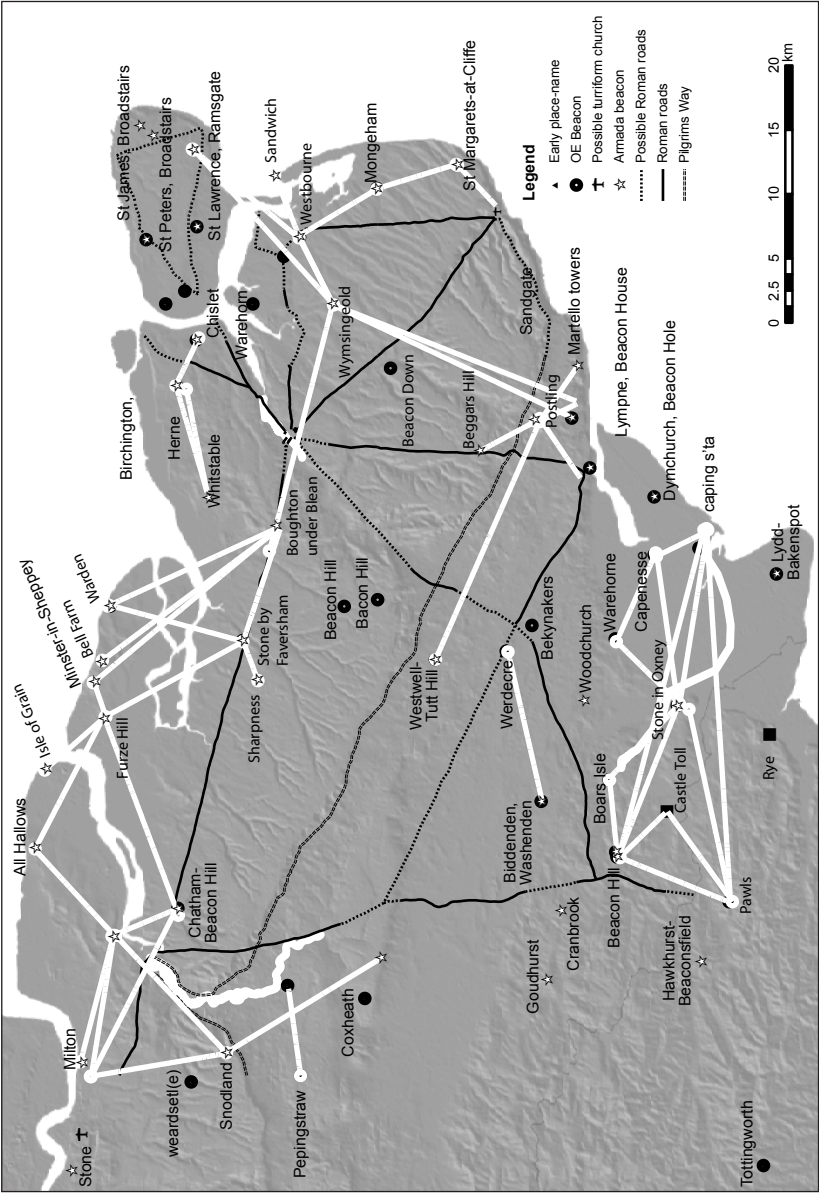 St James, Broadstairs
St Peters, Broadstairs
St Lawrence, Ramsgate
Sandwich
Westbourne
Mongeham
St Margarets-at-Cliffe
Birchington,
Chislet
Warehorn
Herne
Whitstable
Wymsingeold
Beacon Down
Beggars Hill
Sandgate
Martello towers
Postling
Lympne, Beacon House
Dymchurch, Beacon Hole
caping s'ta
Lydd-
Bakenspot
Boughton
under Blean
Warden
Bell Farm
Minster-in-Sheppey
Isle of Grain
All Hallows
Furze Hill
Stone by
Faversham
Sharpness
Beacon Hill
Bacon Hill
Westwell-
Tutt Hill
Werdecre
Bekynakers
Woodchurch
Warehorne
Capenesse
Stone in Oxney
Boars Isle
Castle Toll
Rye
Biddenden,
Washenden
Beacon Hill
Pawls
Cranbrook
Goudhurst
Hawkhurst-
Beaconsfield
Chatham-
Beacon Hill
Coxheath
Milton
Stone
weardsetl(e)
Snodland
Pepingstraw
Tottingworth
Legend
Early place-name
OE Beacon
Possible turriform church
Armada beacon
Possible Roman roads
Roman roads
Pilgrims Way
0 2.5 5 10 15 20
km